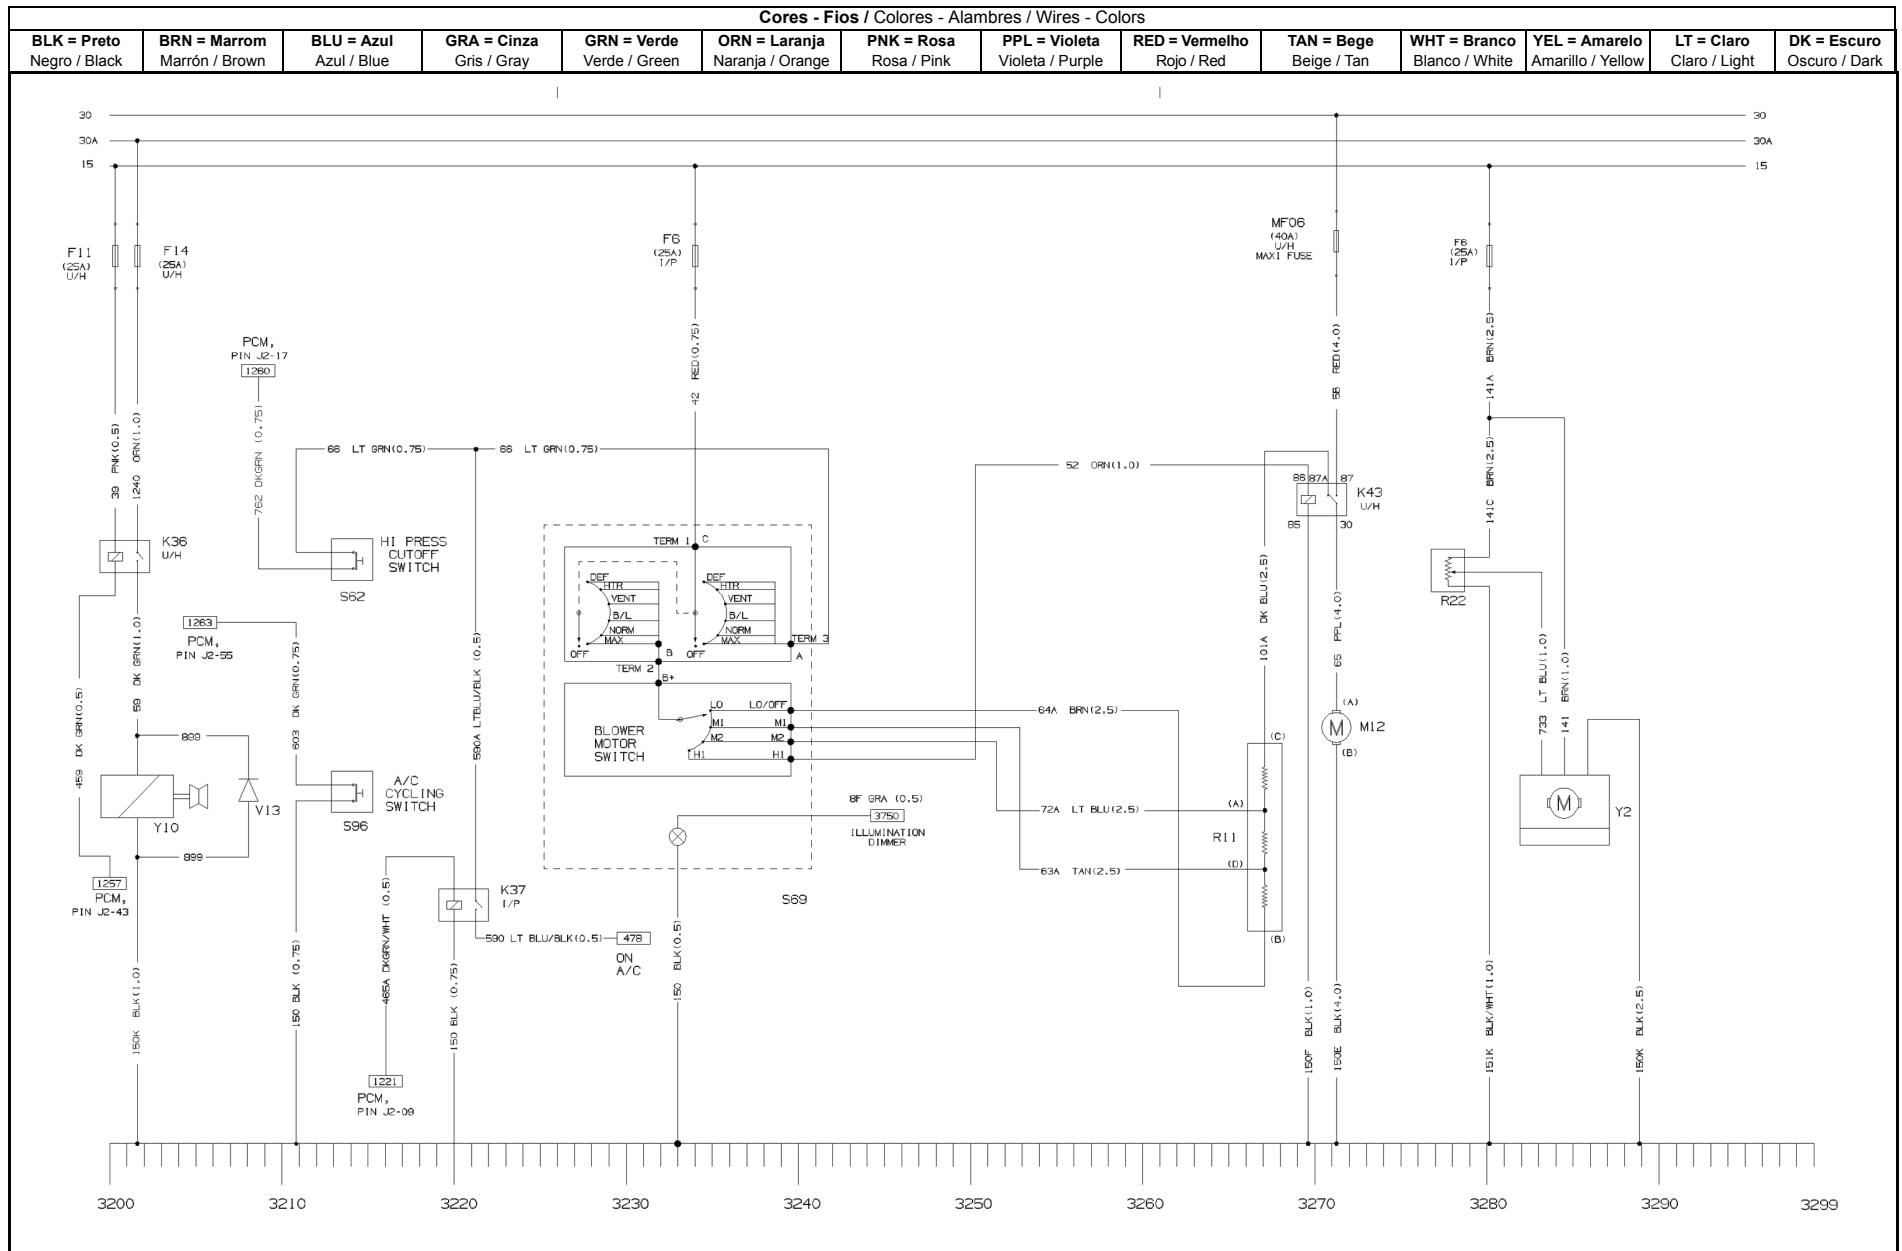 Cores - Fios / Colores - Alambres / Wires - Colors
BLK = Preto
Negro / Black
BRN = Marrom
Marrón / Brown
BLU = Azul
Azul / Blue
GRA = Cinza
Gris / Gray
GRN = Verde
Verde / Green
ORN = Laranja
Naranja / Orange
PNK = Rosa
Rosa / Pink
PPL = Violeta
Violeta / Purple
RED = Vermelho
Rojo / Red
TAN = Bege
Beige / Tan
WHT = Branco
Blanco / White
YEL = Amarelo
Amarillo / Yellow
LT = Claro
Claro / Light
DK = Escuro
Oscuro / Dark
30
30
30A
30A
15
15
F11
(25A)
U/H
F14
(25A)
U/H
F6
(25A)
I/P
MF06
(40A)
U/H
MAXI FUSE
F6
(25A)
I/P
PCM,
PIN J2-17
1260
39 PNK(0.5)
1240 ORN(1.0)
762 DKGRN (0.75)
66 LT GRN(0.75)
66 LT GRN(0.75)
42 RED(0.75)
52 ORN(1.0)
5B RED(4.0)
141A BRN(2.5)
141C BRN(2.5)
86
87A
87
K43
U/H
85
30
K36
U/H
HI PRESS
CUTOFF
SWITCH
S62
TERM 1
C
DEF
HTR
VENT
B/L
NORM
MAX
OFF
DEF
HTR
VENT
B/L
NORM
MAX
OFF
TERM 3
A
B
TERM 2
B+
R22
1263
PCM,
PIN J2-55
459 DK GRN(0.5)
59 DK GRN(1.0)
603 DK GRN(0.75)
590A LTBLU/BLK (0.5)
101A DK BLU(2.5)
65 PPL(4.0)
733 LT BLU(1.0)
141 BRN(1.0)
BLOWER
MOTOR
SWITCH
LO
LO/OFF
M1
M1
M2
M2
HI
HI
64A BRN(2.5)
(A)
M
M12
(B)
(C)
899
899
Y10
V13
A/C
CYCLING
SWITCH
S96
8F GRA (0.5)
3750
ILLUMINATION
DIMMER
72A LT BLU(2.5)
(A)
R11
(D)
63A TAN(2.5)
(B)
M
Y2
1257
PCM,
PIN J2-43
K37
I/P
S69
590 LT BLU/BLK(0.5)
478
ON
A/C
150K BLK(1.0)
150 BLK (0.75)
465A DKGRN/WHT (0.5)
150 BLK (0.75)
150 BLK(0.5)
150F BLK(1.0)
150E BLK(4.0)
151K BLK/WHT(1.0)
150K BLK(2.5)
1221
PCM,
PIN J2-09
3200
3210
3220
3230
3240
3250
3260
3270
3280
3290
3299